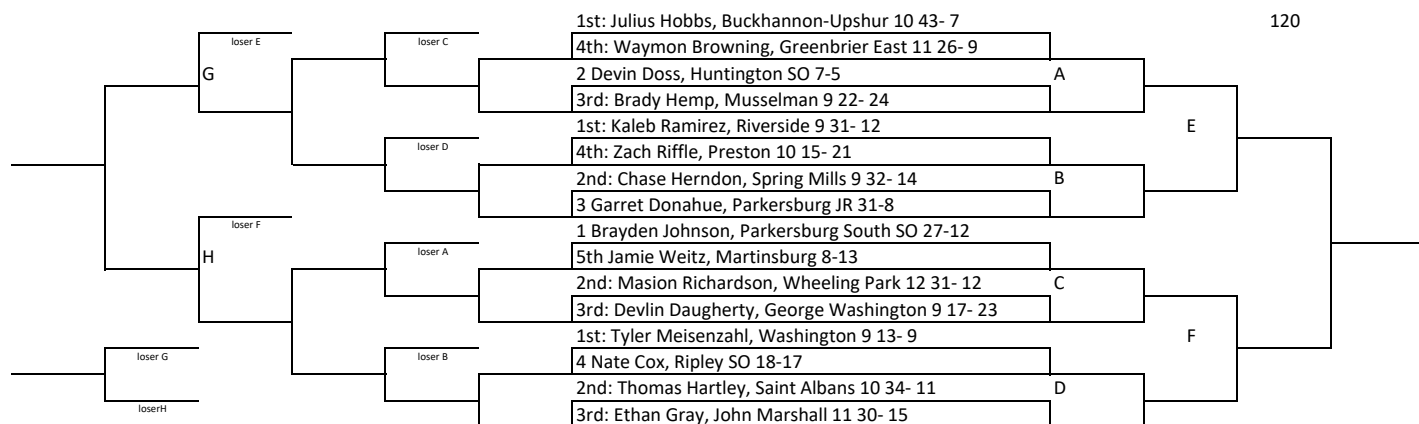 1st: Julius Hobbs, Buckhannon-Upshur 10 43- 7
120
loser E
loser C
4th: Waymon Browning, Greenbrier East 11 26- 9
G
2 Devin Doss, Huntington SO 7-5
A
3rd: Brady Hemp, Musselman 9 22- 24
1st: Kaleb Ramirez, Riverside 9 31- 12
E
loser D
4th: Zach Riffle, Preston 10 15- 21
2nd: Chase Herndon, Spring Mills 9 32- 14
B
3 Garret Donahue, Parkersburg JR 31-8
loser F
1 Brayden Johnson, Parkersburg South SO 27-12
loser A
5th Jamie Weitz, Martinsburg 8-13
H
2nd: Masion Richardson, Wheeling Park 12 31- 12
C
3rd: Devlin Daugherty, George Washington 9 17- 23
1st: Tyler Meisenzahl, Washington 9 13- 9
F
loser G
loser B
4 Nate Cox, Ripley SO 18-17
2nd: Thomas Hartley, Saint Albans 10 34- 11
D
loserH
3rd: Ethan Gray, John Marshall 11 30- 15